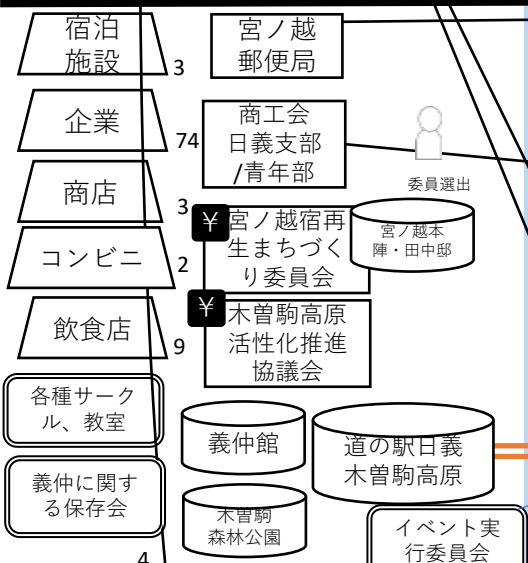 宿泊
施設
3
宮ノ越
郵便局
企業
74
商工会
日義支部
/青年部
委員選出
商店
3
¥
宮ノ越宿再
生まちづく
り委員会
宮ノ越本
陣・田中邸
コンビニ
2
¥
木曽駒高原
活性化推進
協議会
飲食店
9
各種サーク
ル、教室
義仲館
道の駅日義
木曽駒高原
義仲に関す
る保存会
木曽駒
森林公園
イベント実
行委員会
4